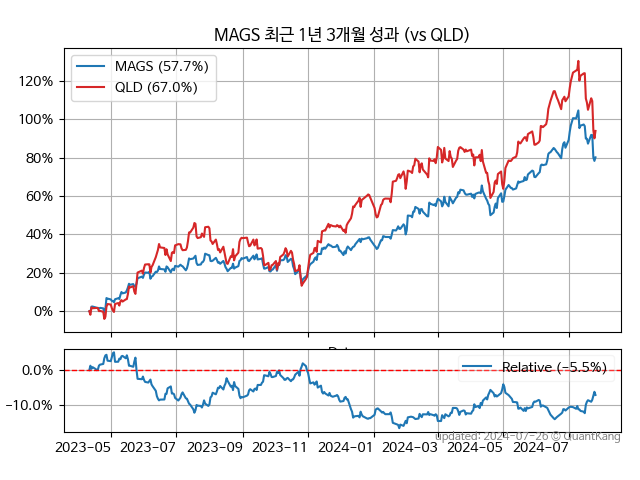 MAGS 최근 1년 3개월 성과 (vs QLD)
MAGS (57.7%)
QLD (67.0%)
120%
100%
80%
60%
40%
20%
0%
Relative (−5.5%)
0.0%
−10.0%
2023-05 2023-07 2023-09 2023-11 2024-01 2024-03 2024-05 2024-07
Updated: 2024-07-26 © QuantKang